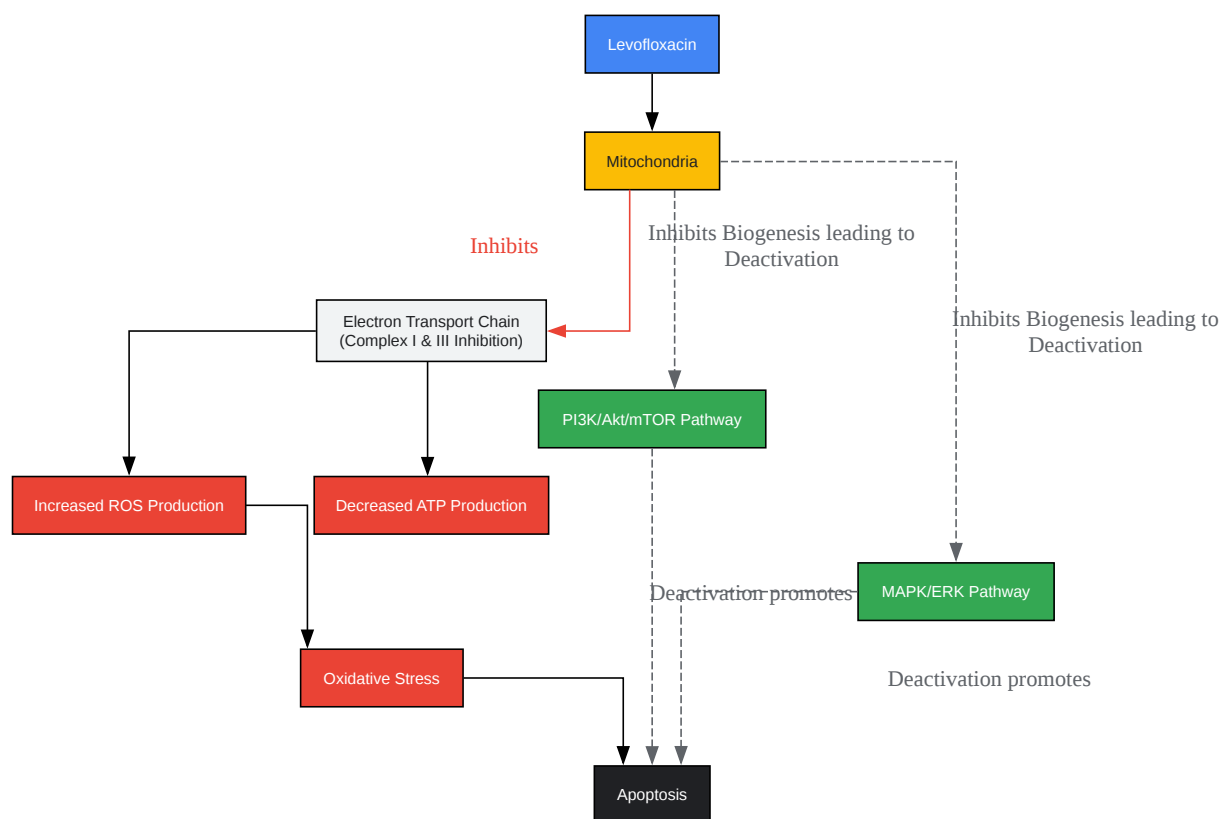 Levofloxacin
Mitochondria
Inhibits
Inhibits Biogenesis leading to
Deactivation
Inhibits Biogenesis leading to
Deactivation
Electron Transport Chain
(Complex I & III Inhibition)
PI3K/Akt/mTOR Pathway
Increased ROS Production
Decreased ATP Production
Deactivation promotes
MAPK/ERK Pathway
Oxidative Stress
Deactivation promotes
Apoptosis